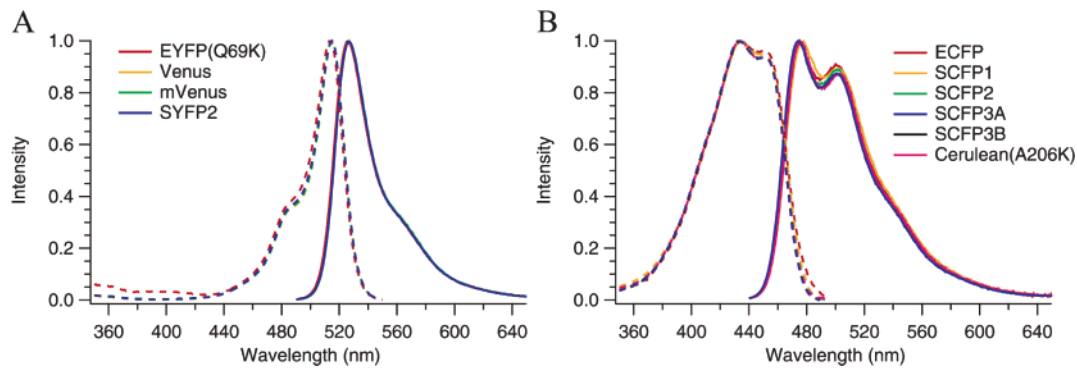 A
B
EYFP(Q69K)
Venus
mVenus
SYFP2
1.0
0.8
0.6
0.4
0.2
0.0
Intensity
360 400 440 480 520 560 600 640
Wavelength (nm)
ECFP
SCFP1
SCFP2
SCFP3A
SCFP3B
Cerulean(A206K)
1.0
0.8
0.6
0.4
0.2
0.0
Intensity
360 400 440 480 520 560 600 640
Wavelength (nm)